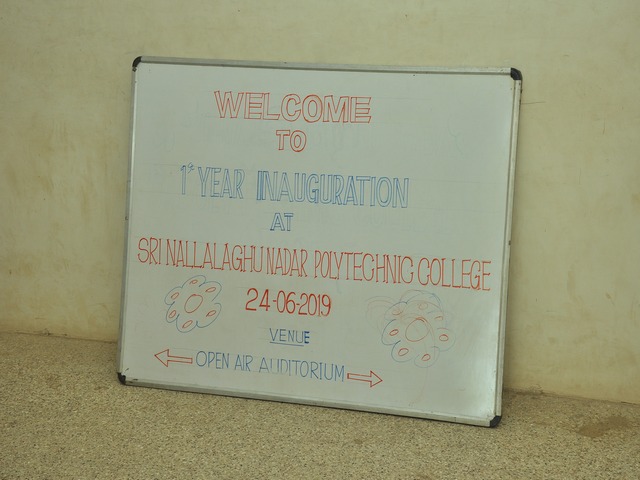 WELCOME
TO
1st YEAR INAUGURATION
AT
SRI NALLALAGHU NADAR POLYTECHNIC COLLEGE
24-06-2019
VENUE
OPEN AIR AUDITORIUM